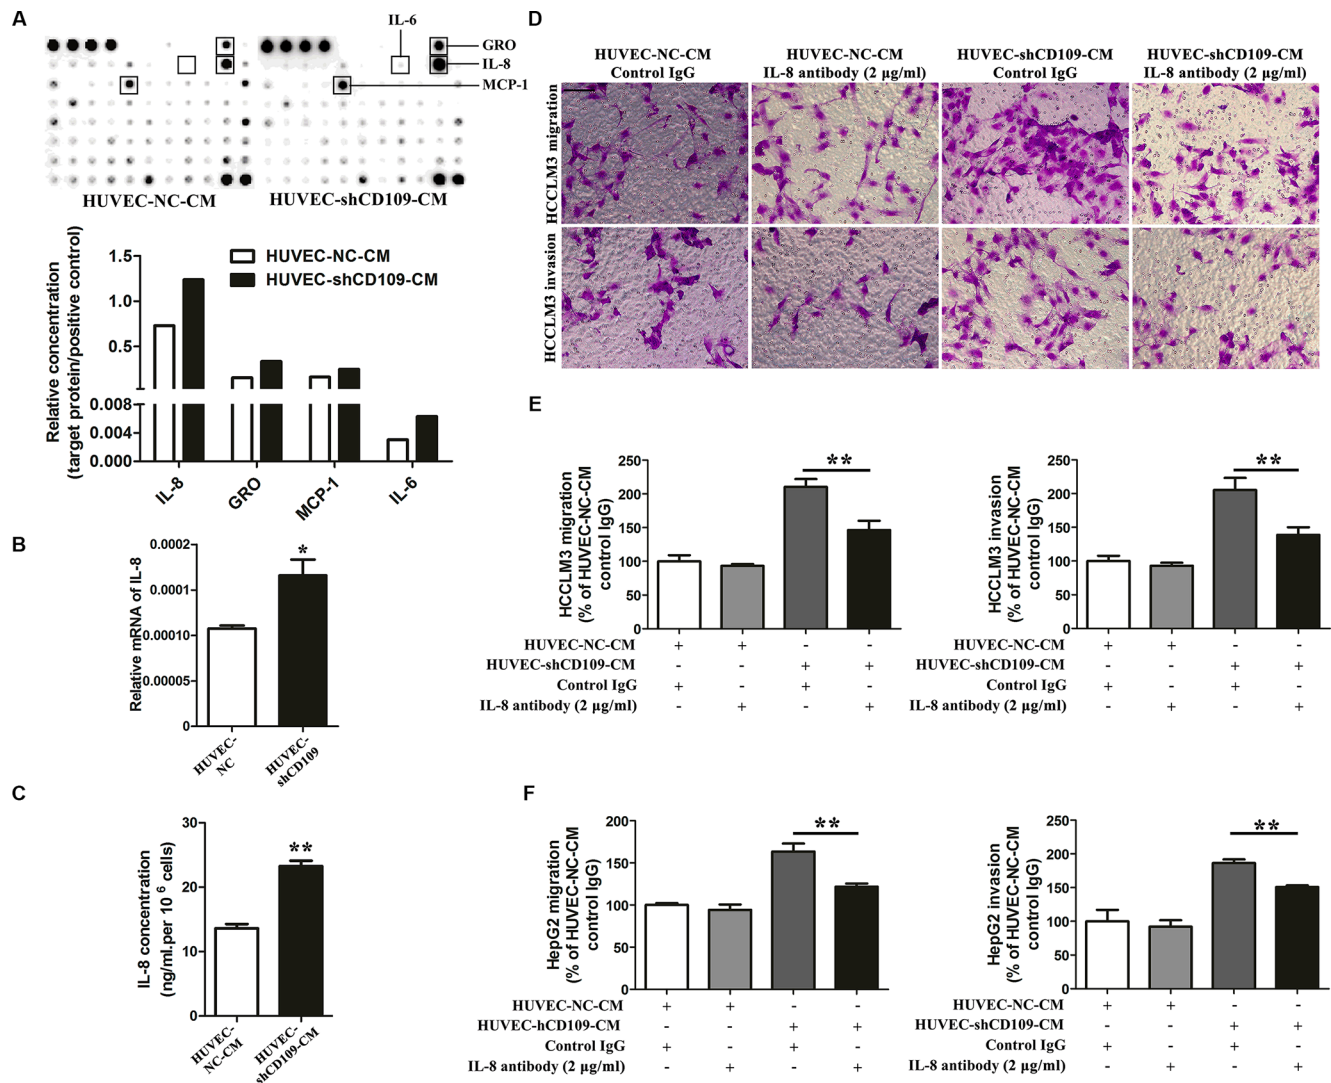 A
IL-6
GRO
IL-8
MCP-1
HUVEC-NC-CM
HUVEC-shCD109-CM
Relative concentration
(target protein/positive control)
1.5
1.0
0.5
0.008
0.004
0.000
HUVEC-NC-CM
HUVEC-shCD109-CM
IL-8
GRO
MCP-1
IL-6
B
Relative mRNA of IL-8
0.0002
0.0001
0.00010
0.00005
0
*
HUVEC-
NC
HUVEC-
shCD109
C
IL-8 concentration
(ng/ml.per 10 6 cells)
30
20
10
0
**
HUVEC-
NC-CM
HUVEC-
shCD109-CM
D
HUVEC-NC-CM
Control IgG
HUVEC-NC-CM
IL-8 antibody (2 μg/ml)
HUVEC-shCD109-CM
Control IgG
HUVEC-shCD109-CM
IL-8 antibody (2 μg/ml)
HCCLM3 migration
HCCLM3 invasion
E
HCCLM3 migration
(% of HUVEC-NC-CM
control IgG)
250
200
150
100
50
0
**
HUVEC-NC-CM + + - -
HUVEC-shCD109-CM - - + +
Control IgG + - + -
IL-8 antibody (2 μg/ml) - + - +
HCCLM3 invasion
(% of HUVEC-NC-CM
control IgG)
250
200
150
100
50
0
**
HUVEC-NC-CM + + - -
HUVEC-shCD109-CM - - + +
Control IgG + - + -
IL-8 antibody (2 μg/ml) - + - +
F
HepG2 migration
(% of HUVEC-NC-CM
control IgG)
200
150
100
50
0
**
HUVEC-NC-CM + + - -
HUVEC-hCD109-CM - - + +
Control IgG + - + -
IL-8 antibody (2 μg/ml) - + - +
HepG2 invasion
(% of HUVEC-NC-CM
control IgG)
250
200
150
100
50
0
**
HUVEC-NC-CM + + - -
HUVEC-shCD109-CM - - + +
Control IgG + - + -
IL-8 antibody (2 μg/ml) - + - +